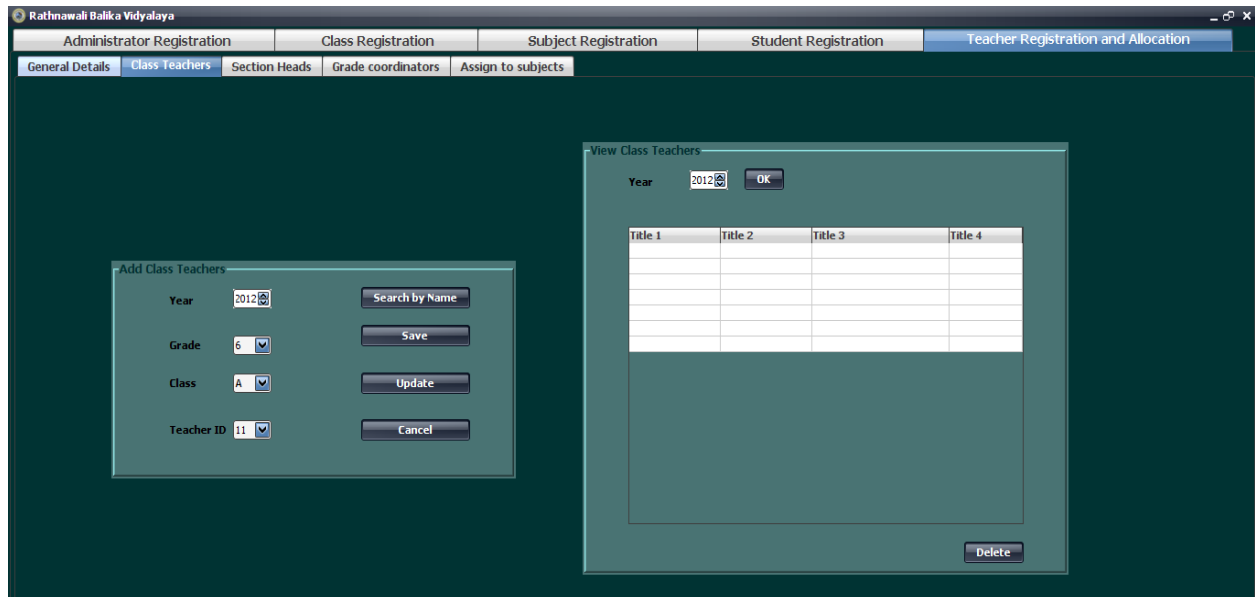 Rathnawali Balika Vidyalaya
Administrator Registration Class Registration Subject Registration Student Registration Teacher Registration and Allocation
General Details Class Teachers Section Heads Grade coordinators Assign to subjects
Add Class Teachers
Year 2012 Search by Name
Save
Grade 6
Class A Update
Teacher ID 11 Cancel
View Class Teachers
Year 2012 OK
Title 1 Title 2 Title 3 Title 4
Delete